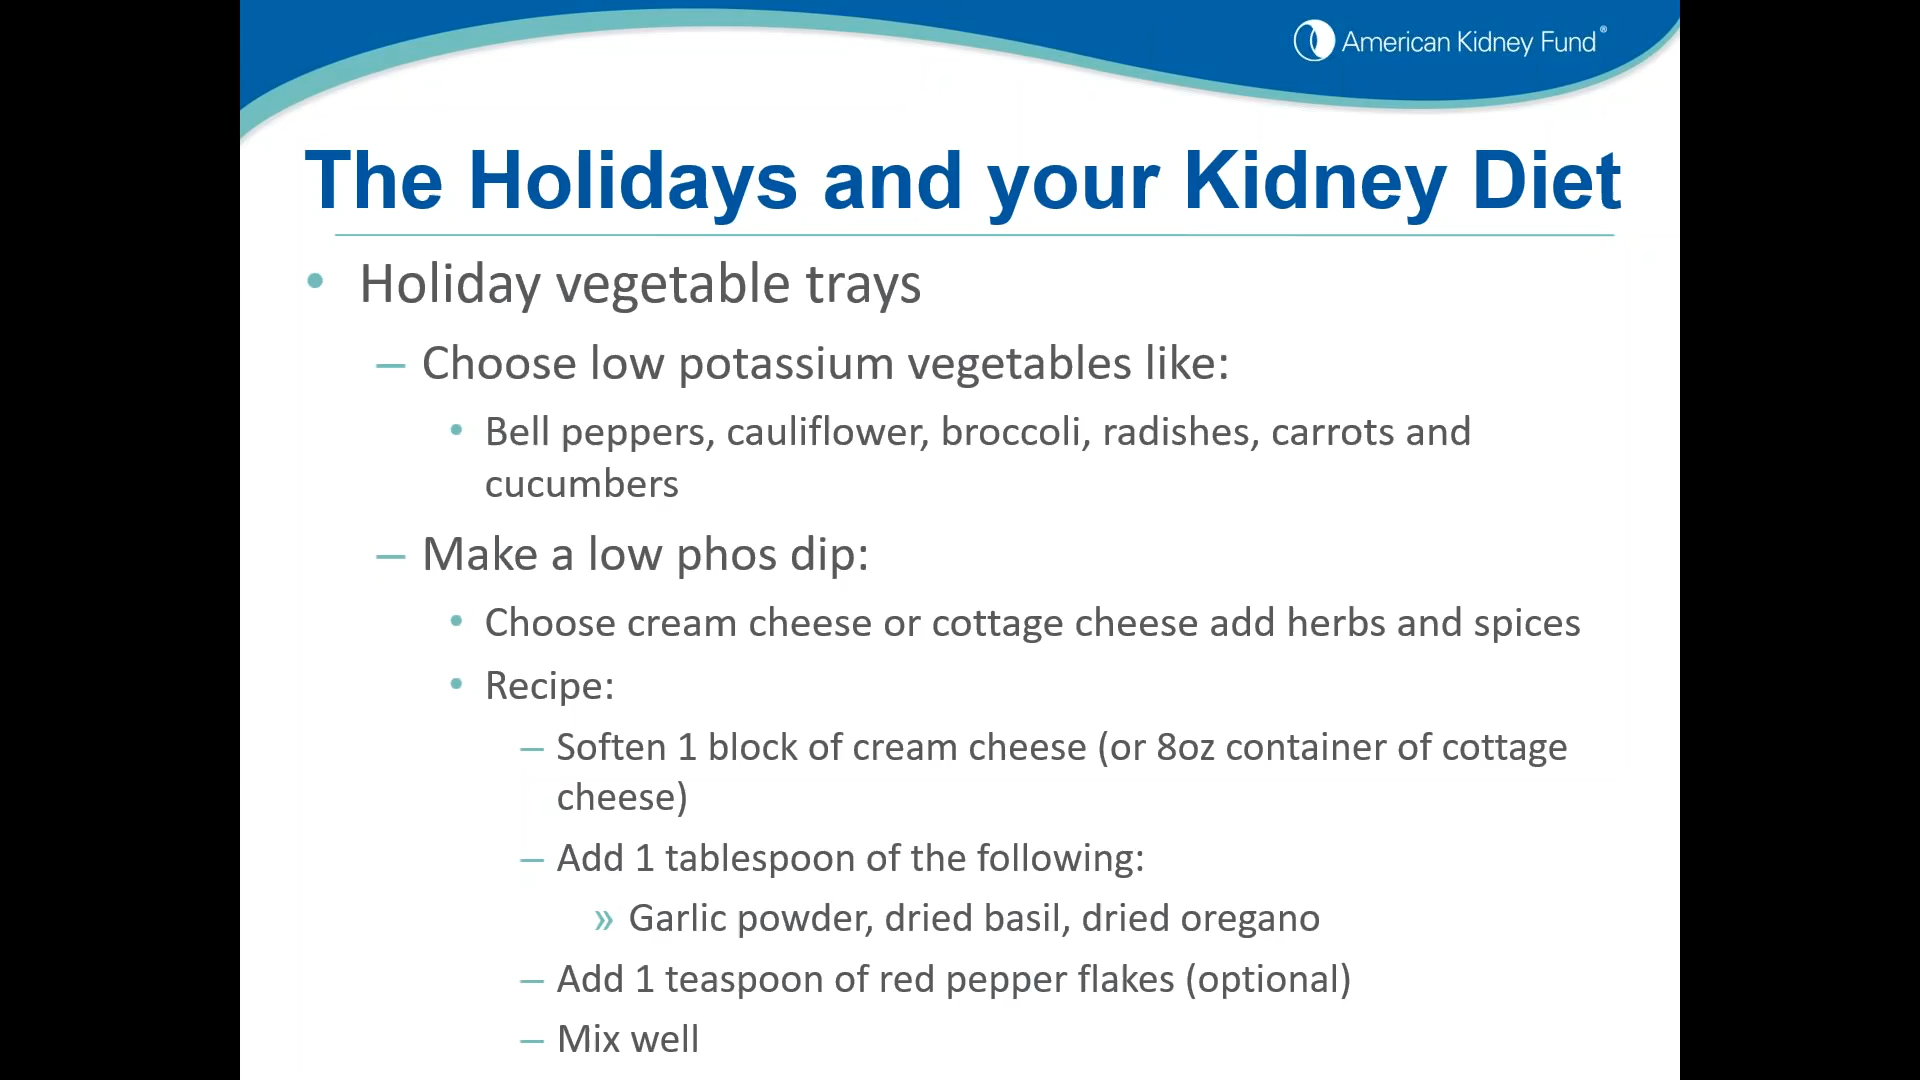 American Kidney Fund®
The Holidays and your Kidney Diet
• Holiday vegetable trays
– Choose low potassium vegetables like:
• Bell peppers, cauliflower, broccoli, radishes, carrots and
cucumbers
– Make a low phos dip:
• Choose cream cheese or cottage cheese add herbs and spices
• Recipe:
– Soften 1 block of cream cheese (or 8oz container of cottage
cheese)
– Add 1 tablespoon of the following:
» Garlic powder, dried basil, dried oregano
– Add 1 teaspoon of red pepper flakes (optional)
– Mix well